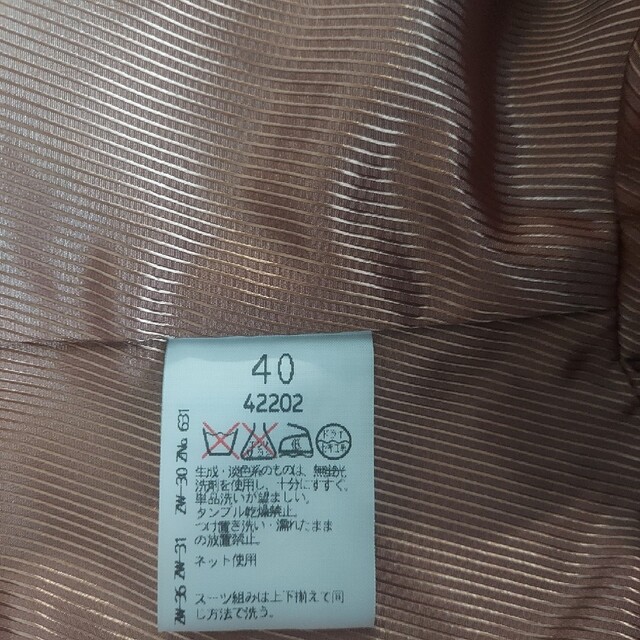 40
42202
ドライ
生成・淡色系のものは、無蛍光
洗剤を使用し、十分にすすぐ。
単品洗いが望ましい。
タンブル乾燥禁止。
つけ置き洗い・濡れたまま
の放置禁止。
ネット使用
スーツ組みは上下揃えて同
じ方法で洗う。
ZW-36 ZW-31 ZW-30 ZNo 631